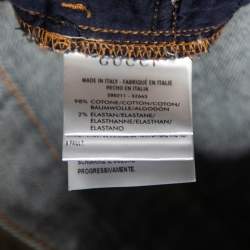 GUCCI
MADE IN ITALY - FABRIQUÉ EN ITALIE
HECHO EN ITALIA
98% COTONE/COTTON/COTON/
BAUMWOLLE/ALGODÓN
2% ELASTAN/ELASTANE/
ELASTHANNE/ELASTHAN/
ELASTANO
PROGRESSIVAMENTE.